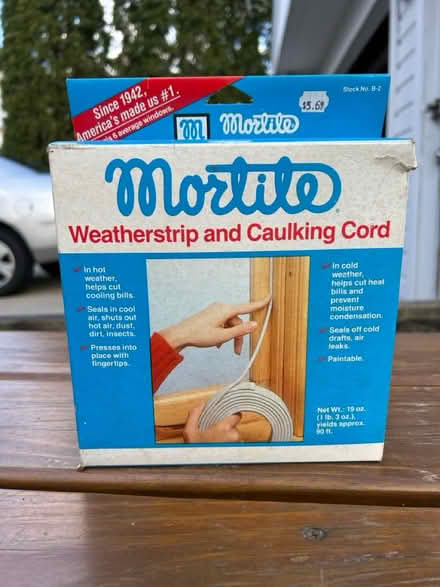 Since 1942,
America's made us #1.
6 average windows.
Stock No. B-2
$5.69
m Mortite
Mortite
Weatherstrip and Caulking Cord
In hot
weather,
helps cut
cooling bills.
Seals in cool
air, shuts out
hot air, dust,
dirt, insects.
Presses into
place with
fingertips.
In cold
weather,
helps cut heat
bills and
prevent
moisture
condensation.
Seals off cold
drafts, air
leaks.
Paintable.
Net Wt.: 19 oz.
(1 lb. 3 oz.),
yields approx.
90 ft.